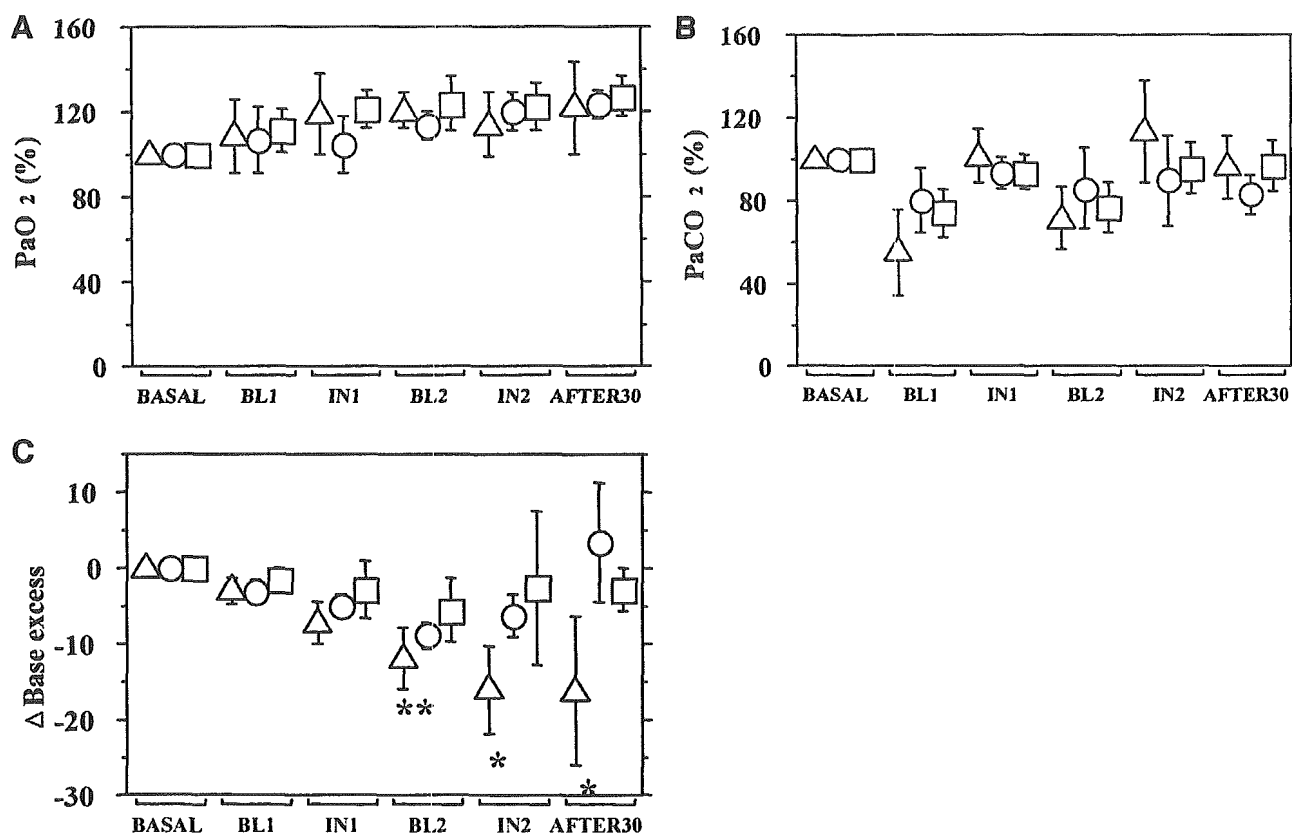 A
160
120
80
40
0
PaO 2 (%)
BASAL BL1 IN1 BL2 IN2 AFTER30
B
160
120
80
40
0
PaCO 2 (%)
BASAL BL1 IN1 BL2 IN2 AFTER30
C
10
0
-10
-20
-30
Δ Base excess
**
*
*
BASAL BL1 IN1 BL2 IN2 AFTER30